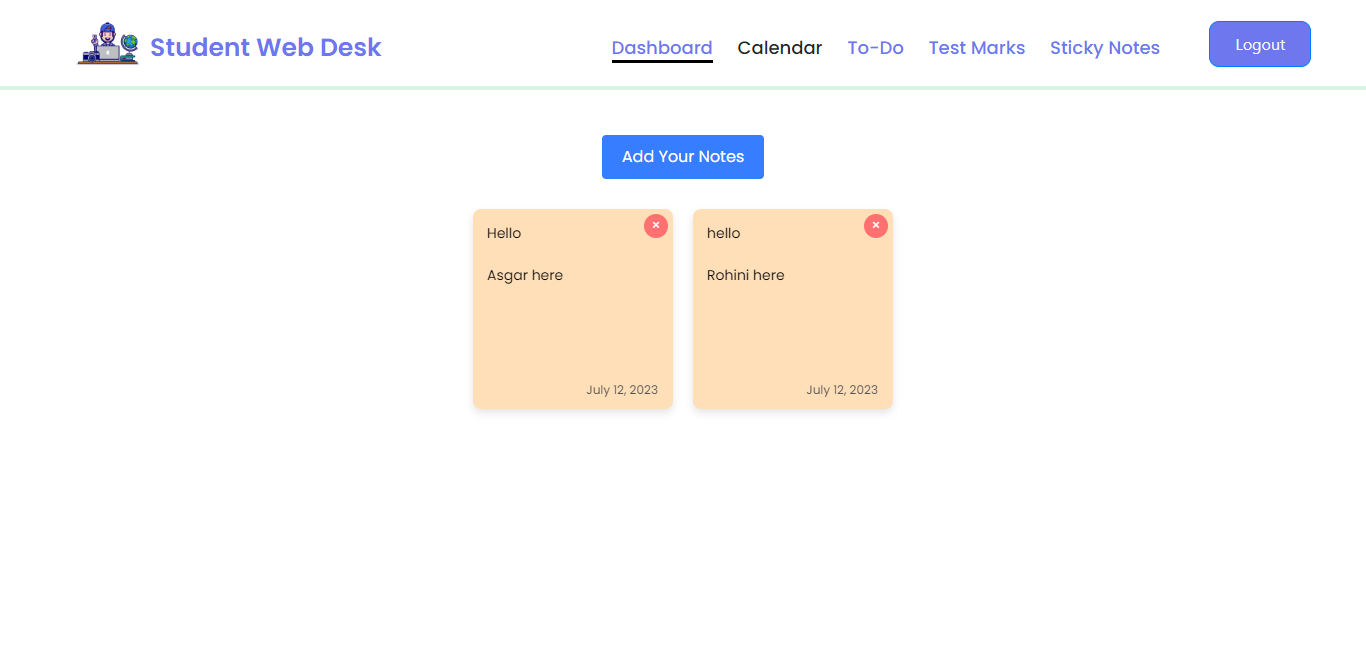 Student Web Desk
Dashboard Calendar To-Do Test Marks Sticky Notes Logout
Add Your Notes
Hello
Asgar here
July 12, 2023
hello
Rohini here
July 12, 2023